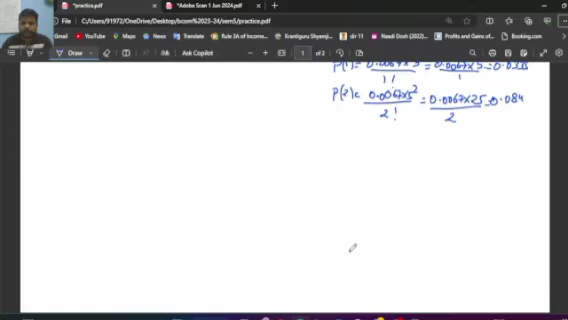 *practice.pdf
*Adobe Scan 1 Jun 2024.pdf
File C:/Users/91972/OneDrive/Desktop/bcom%2023-24/sem5/practice.pdf
Gmail YouTube Maps News Translate Rule 3A of Income... Krantiguru Shyamji... dir 11 Naadi Dosh (2022)... Profits and Gains of... Booking.com
Draw Ask Copilot 1 of 2
P(1)= 0.0067×5 = 0.0067×5 =0.0335
1! 1
P(2)= 0.0067×5² = 0.0067×25 = 0.084
2! 2